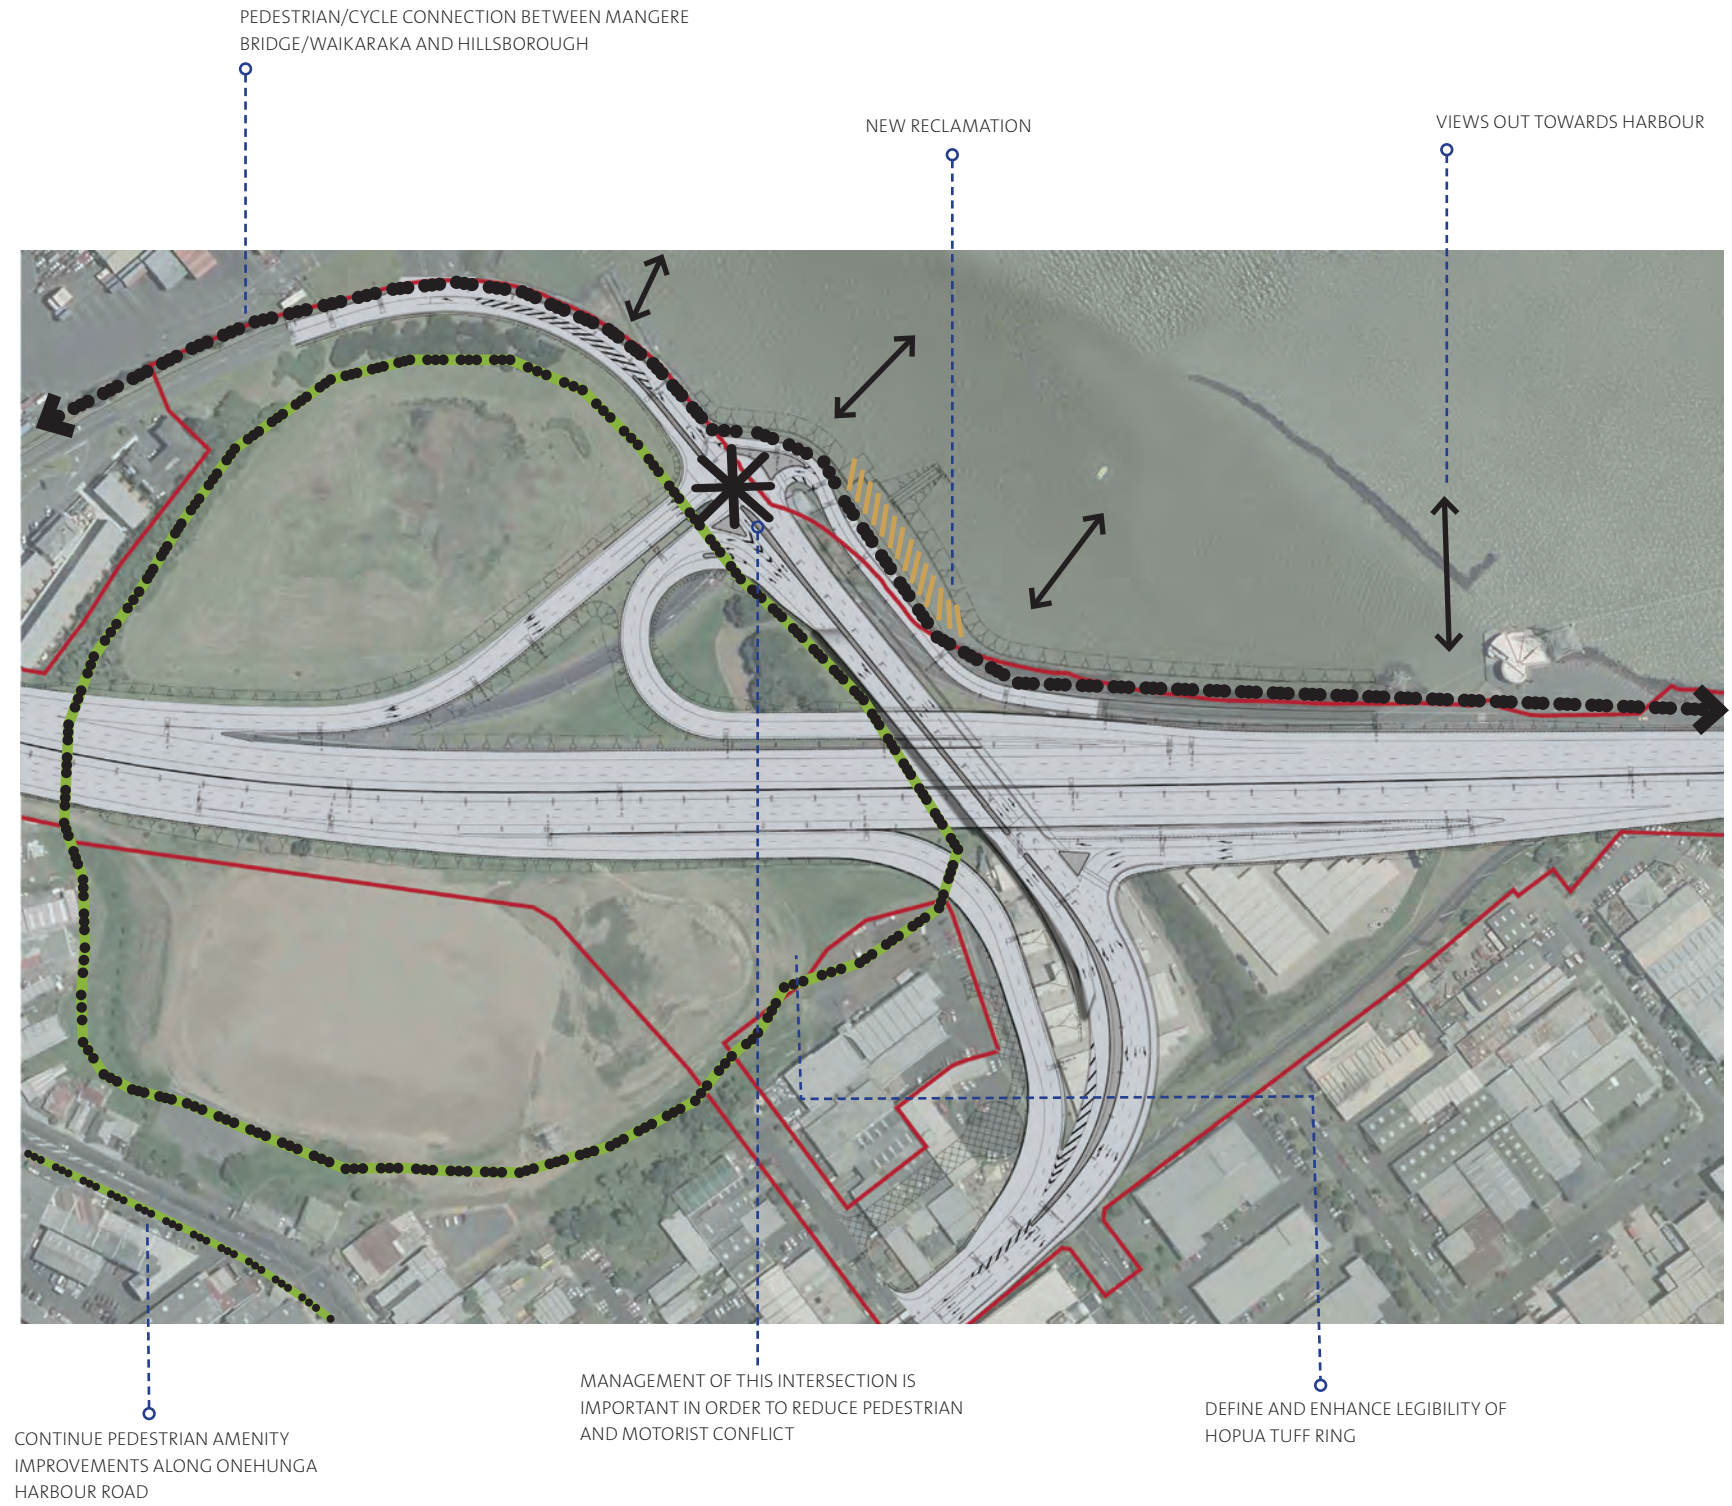 PEDESTRIAN/CYCLE CONNECTION BETWEEN MANGERE
BRIDGE/WAIKARAKA AND HILLSBOROUGH
NEW RECLAMATION
VIEWS OUT TOWARDS HARBOUR
MANAGEMENT OF THIS INTERSECTION IS
IMPORTANT IN ORDER TO REDUCE PEDESTRIAN
AND MOTORIST CONFLICT
DEFINE AND ENHANCE LEGIBILITY OF
HOPUA TUFF RING
CONTINUE PEDESTRIAN AMENITY
IMPROVEMENTS ALONG ONEHUNGA
HARBOUR ROAD